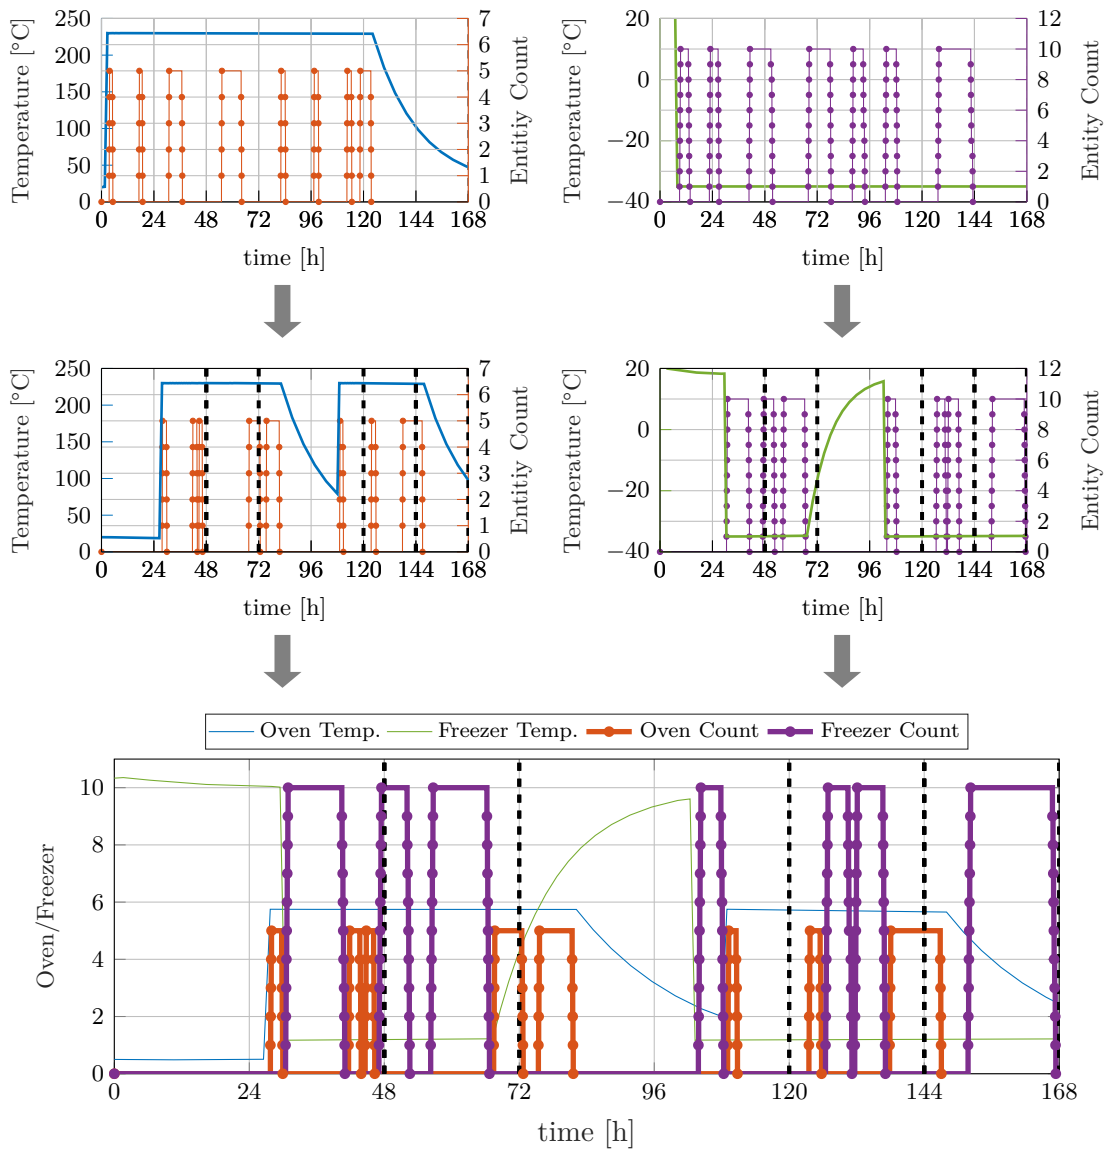 250 200 150 100 50 0
Temperature [°C]
7 6 5 4 3 2 1 0
Entitiy Count
0 24 48 72 96 120 144 168
time [h]
20 0 −20 −40
Temperature [°C]
12 10 8 6 4 2 0
Entity Count
0 24 48 72 96 120 144 168
time [h]
250 200 150 100 50 0
Temperature [°C]
7 6 5 4 3 2 1 0
Entity Count
0 24 48 72 96 120 144 168
time [h]
20 0 −20 −40
Temperature [°C]
12 10 8 6 4 2 0
Entity Count
0 24 48 72 96 120 144 168
time [h]
Oven Temp. Freezer Temp. Oven Count Freezer Count
10 8 6 4 2 0
Oven/Freezer
0 24 48 72 96 120 144 168
time [h]